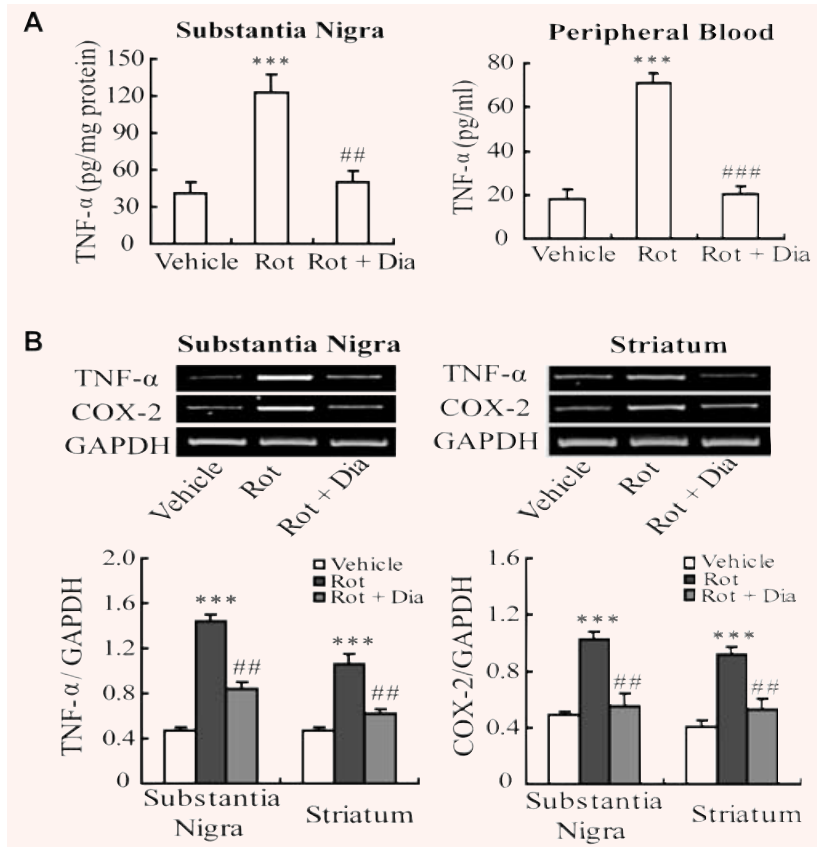 A
Substantia Nigra
TNF-α (pg/mg protein)
150
120
90
60
30
0
***
##
Vehicle Rot Rot + Dia
Peripheral Blood
TNF-α (pg/ml)
80
60
40
20
0
***
###
Vehicle Rot Rot + Dia
B
Substantia Nigra
TNF-α
COX-2
GAPDH
Vehicle Rot Rot + Dia
Striatum
TNF-α
COX-2
GAPDH
Vehicle Rot Rot + Dia
TNF-α/ GAPDH
2.0
1.6
1.2
0.8
0.4
0
Vehicle
Rot
Rot + Dia
***
##
***
##
Substantia
Nigra
Striatum
COX-2/GAPDH
1.6
1.2
0.8
0.4
0
Vehicle
Rot
Rot + Dia
***
##
***
##
Substantia
Nigra
Striatum